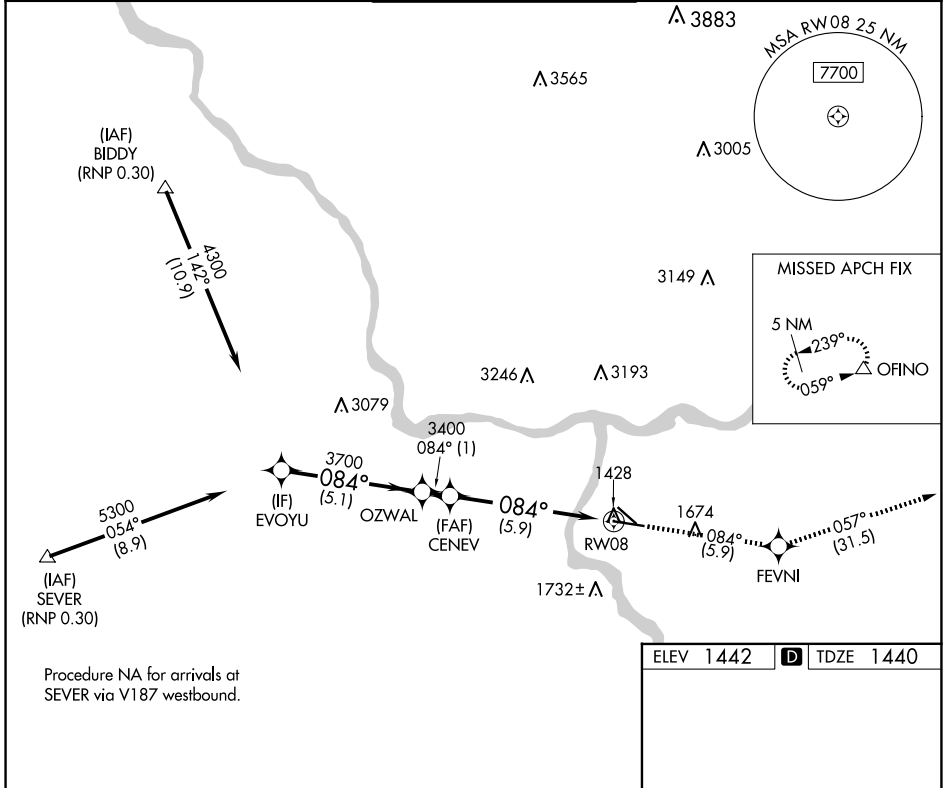 3883
MSA RW08 25 NM
7700
3565
3005
(IAF)
BIDDY
(RNP 0.30)
4300
142°
(10.9)
3149
MISSED APCH FIX
5 NM
239°
059°
OFINO
3246
3193
3079
3400
084° (1)
3700
084°
(5.1)
(IF)
EVOYU
OZWAL
(FAF)
CENEV
084°
(5.9)
1428
RW08
1674
084°
(5.9)
FEVNI
057°
(31.5)
5300
054°
(8.9)
(IAF)
SEVER
(RNP 0.30)
1732±
Procedure NA for arrivals at
SEVER via V187 westbound.
ELEV 1442 D TDZE 1440